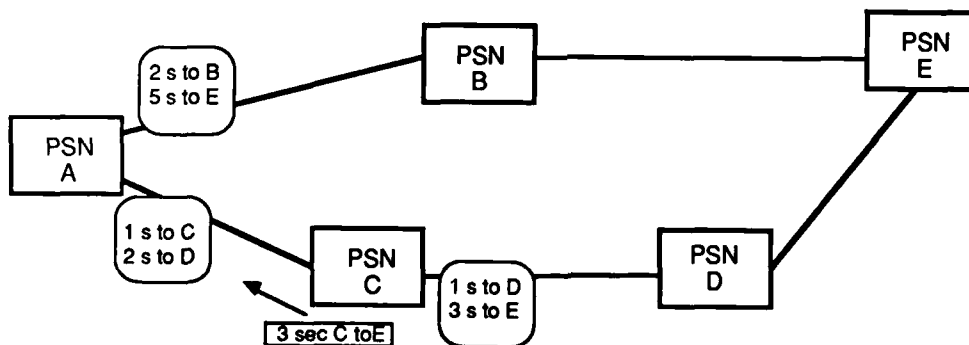 PSN
A
2 s to B
5 s to E
PSN
B
PSN
E
1 s to C
2 s to D
PSN
C
3 sec C toE
1 s to D
3 s to E
PSN
D